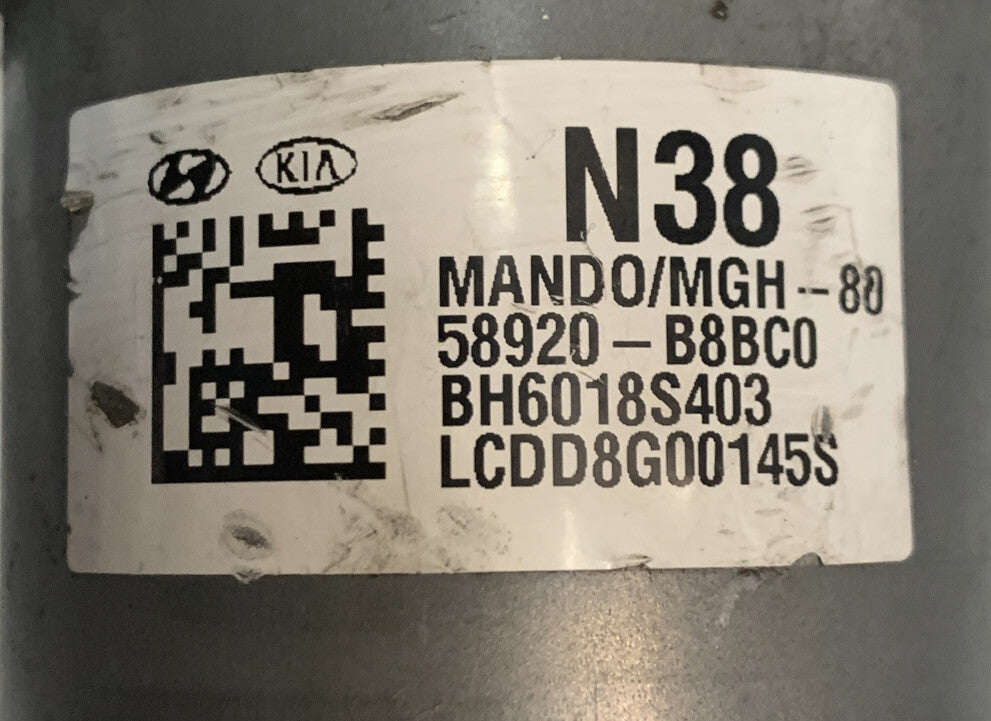 KIA
N38
MANDO/MGH-80
58920-B8BC0
BH6018S403
LCDD8G00145S